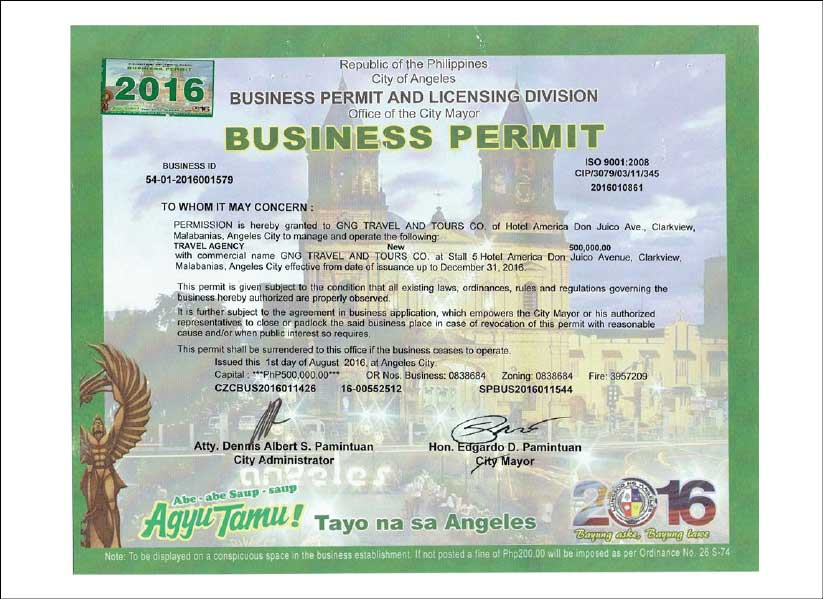 2016
Republic of the Philippines
City of Angeles
BUSINESS PERMIT AND LICENSING DIVISION
Office of the City Mayor
BUSINESS PERMIT
BUSINESS ID
54-01-2016001579
ISO 9001:2008
CIP/3079/03/11/345
2016010861
TO WHOM IT MAY CONCERN :
PERMISSION is hereby granted to GNG TRAVEL AND TOURS CO. of Hotel America Don Juico Ave., Clarkview,
Malabanias, Angeles City to manage and operate the following:
TRAVEL AGENCY New 500,000.00
with commercial name GNG TRAVEL AND TOURS CO. at Stall 5 Hotel America Don Juico Avenue, Clarkview,
Malabanias, Angeles City effective from date of issuance up to December 31, 2016.
This permit is given subject to the condition that all existing laws, ordinances, rules and regulations governing the
business hereby authorized are properly observed.
It is further subject to the agreement in business application, which empowers the City Mayor or his authorized
representatives to close or padlock the said business place in case of revocation of this permit with reasonable
cause and/or when public interest so requires.
This permit shall be surrendered to this office if the business ceases to operate.
Issued this 1st day of August 2016, at Angeles City.
Capital : ***PhP500,000.00*** OR Nos. Business: 0838684 Zoning: 0838684 Fire: 3957209
CZCBUS2016011426 16-00552512 SPBUS2016011544
Atty. Dennis Albert S. Pamintuan
City Administrator
Hon. Edgardo D. Pamintuan
City Mayor
angeles
Abe - abe Saup - saup
Agyu Tamu!
Tayo na sa Angeles
2016
Bayung aske, Bayung lawe
Note: To be displayed on a conspicuous space in the business establishment. If not posted a fine of Php200.00 will be imposed as per Ordinance No. 26 S-74